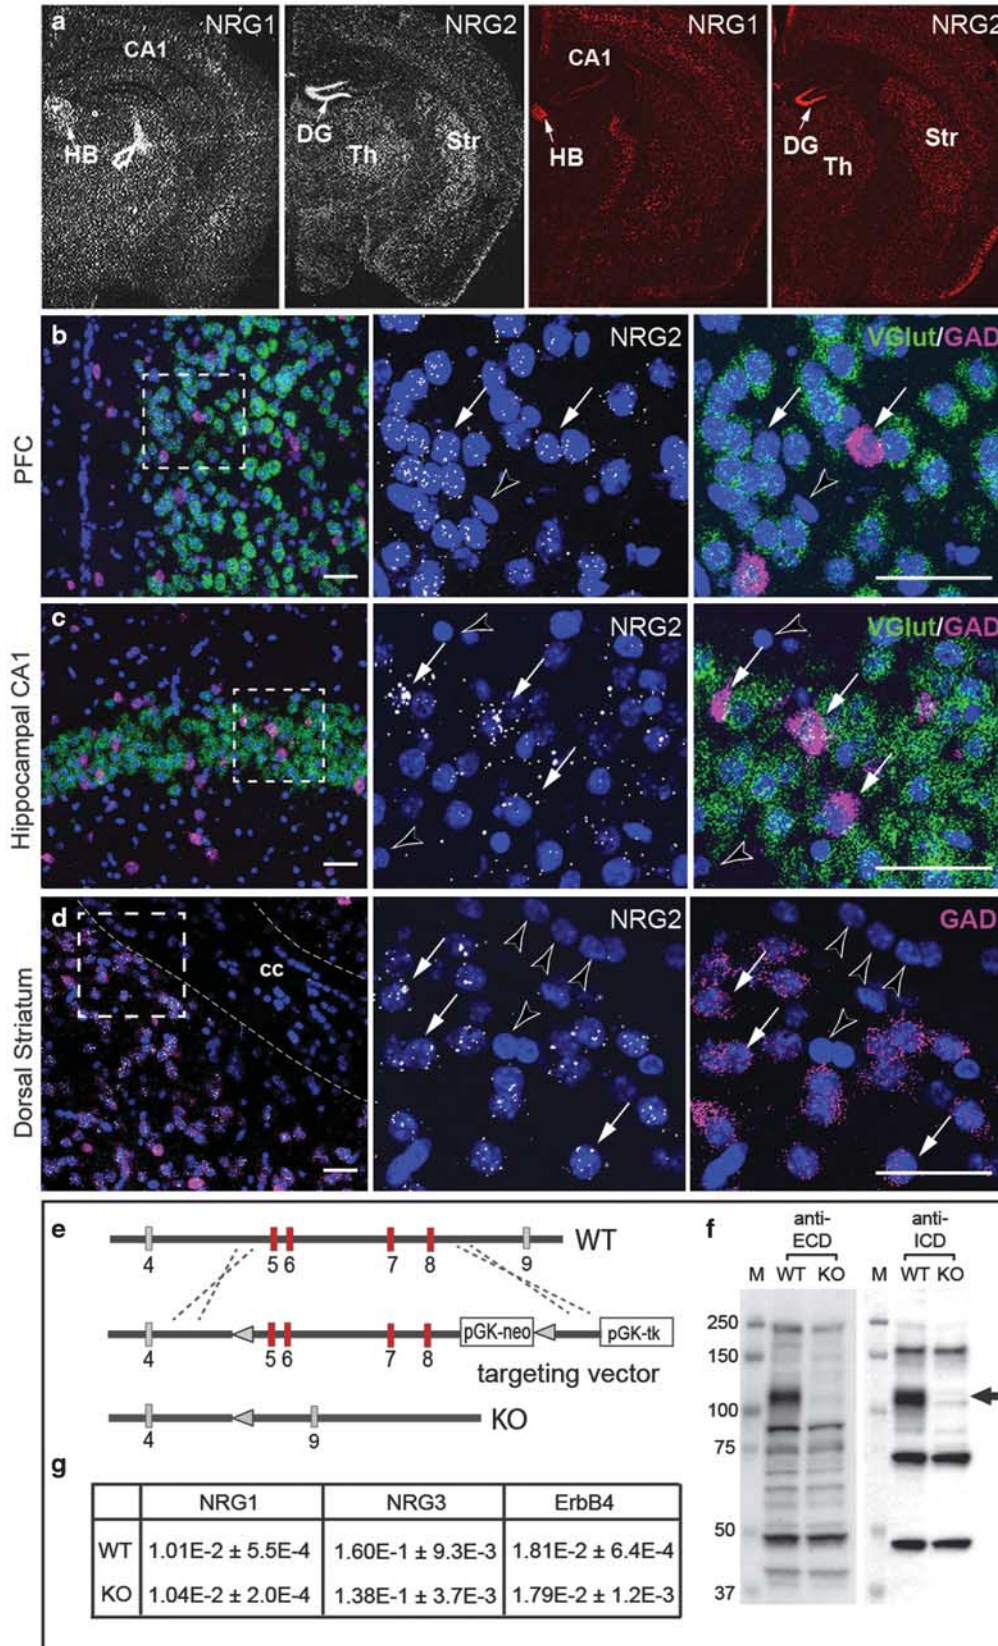 a
NRG1
NRG2
NRG1
NRG2
CA1
HB
DG
Th
Str
CA1
HB
DG
Th
Str
PFC
b
NRG2
VGlut/GAD
Hippocampal CA1
c
NRG2
VGlut/GAD
Dorsal Striatum
d
cc
NRG2
GAD
e
WT
4
5
6
7
8
9
pGK-neo
pGK-tk
4
5
6
7
8
targeting vector
KO
4
9
f
anti-ECD
anti-ICD
M WT KO
M WT KO
250
150
100
75
50
37
g
NRG1 NRG3 ErbB4
WT 1.01E-2 ± 5.5E-4 1.60E-1 ± 9.3E-3 1.81E-2 ± 6.4E-4
KO 1.04E-2 ± 2.0E-4 1.38E-1 ± 3.7E-3 1.79E-2 ± 1.2E-3